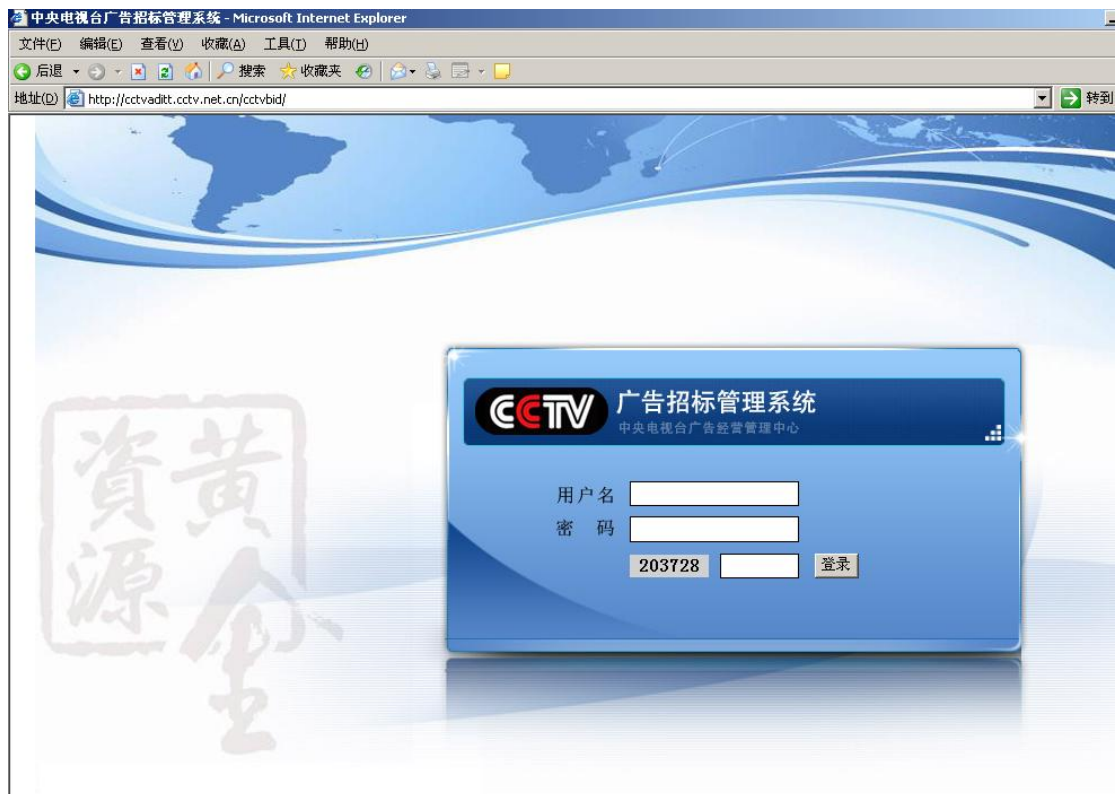 中央电视台广告招标管理系统 - Microsoft Internet Explorer
文件(F) 编辑(E) 查看(V) 收藏(A) 工具(T) 帮助(H)
后退 搜索 收藏夹
地址(D) http://cctvaditt.cctv.net.cn/cctvbid/ 转到
CCTV 广告招标管理系统
中央电视台广告经营管理中心
黄金
資源
用户名
密 码
203728 登录